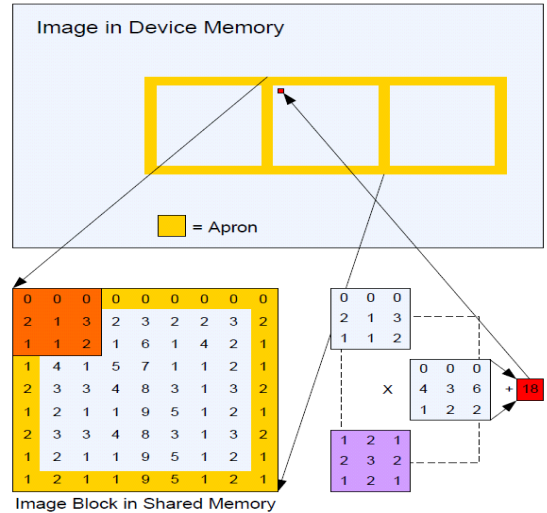 Image in Device Memory
= Apron
0 0 0 0 0 0 0 0 0
2 1 3 2 3 2 2 3 2
1 1 2 1 6 1 4 2 1
1 4 1 5 7 1 1 2 1
2 3 3 4 8 3 1 3 2
1 2 1 1 9 5 1 2 1
2 3 3 4 8 3 1 3 2
1 2 1 1 9 5 1 2 1
1 2 1 1 9 5 1 2 1
Image Block in Shared Memory
0 0 0
2 1 3
1 1 2
X
0 0 0
4 3 6
1 2 2
+ 18
1 2 1
2 3 2
1 2 1